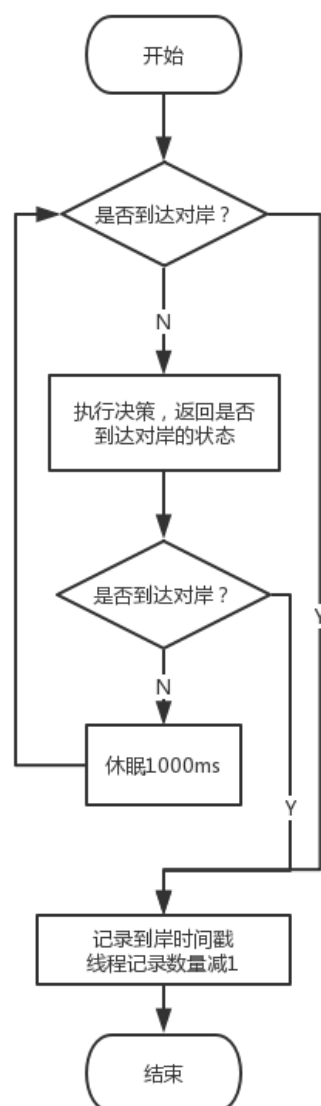 开始
是否到达对岸？
N
执行决策，返回是否
到达对岸的状态
是否到达对岸？
Y
N
休眠1000ms
Y
记录到岸时间戳
线程记录数量减1
结束